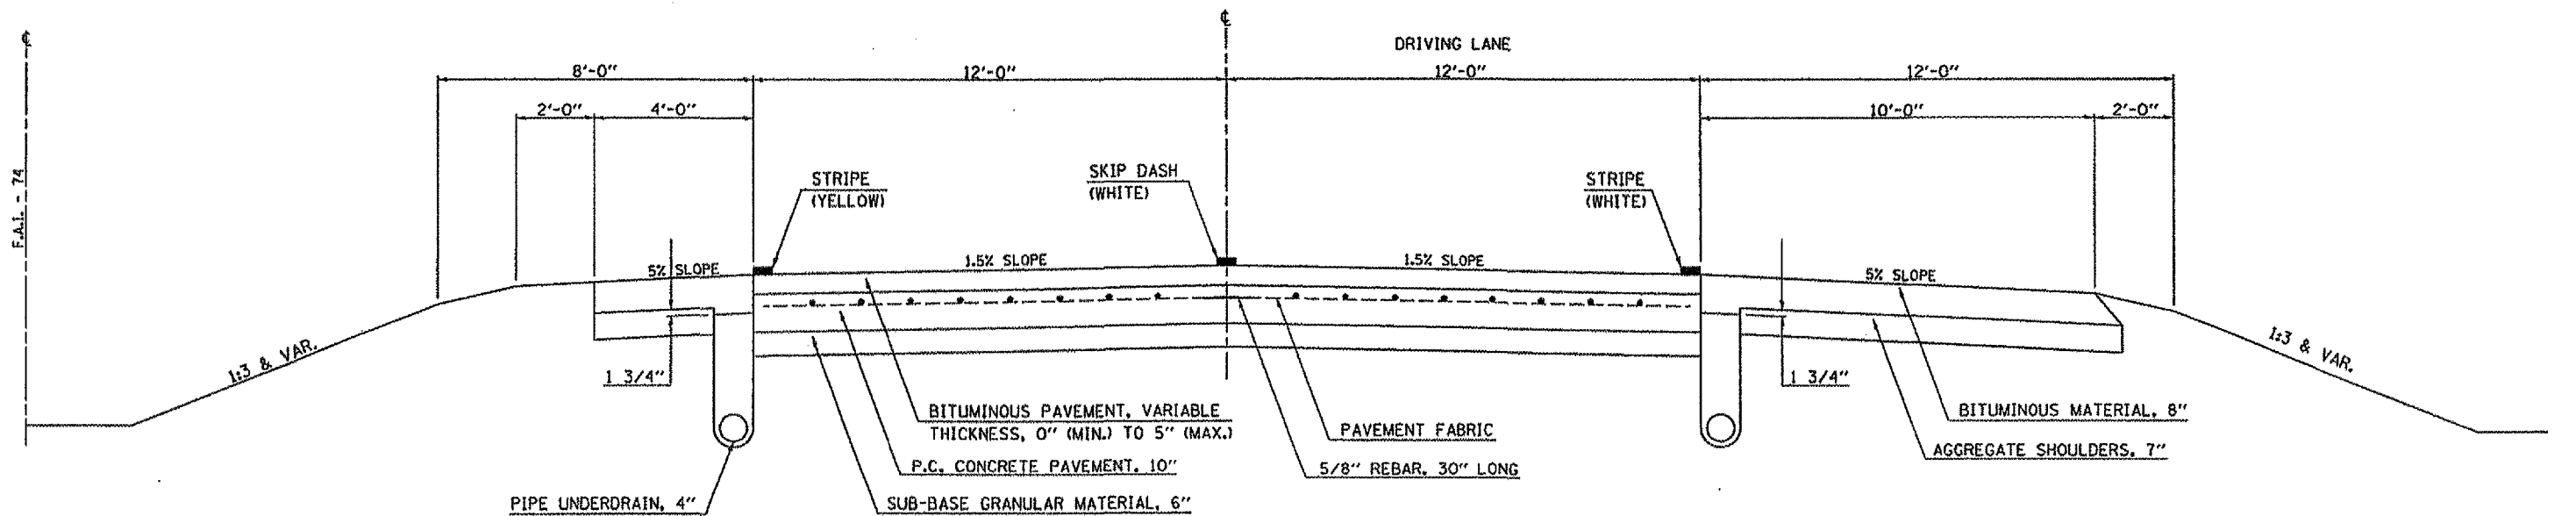 ℄
℄
DRIVING LANE
8'-0"
12'-0"
12'-0"
12'-0"
2'-0"
4'-0"
10'-0"
2'-0"
F.A.I. - 74
STRIPE
(YELLOW)
SKIP DASH
(WHITE)
STRIPE
(WHITE)
5% SLOPE
1.5% SLOPE
1.5% SLOPE
5% SLOPE
1:3 & VAR.
1:3 & VAR.
1 3/4"
1 3/4"
BITUMINOUS PAVEMENT, VARIABLE
THICKNESS, 0" (MIN.) TO 5" (MAX.)
PAVEMENT FABRIC
BITUMINOUS MATERIAL, 8"
P.C. CONCRETE PAVEMENT, 10"
5/8" REBAR, 30" LONG
AGGREGATE SHOULDERS, 7"
PIPE UNDERDRAIN, 4"
SUB-BASE GRANULAR MATERIAL, 6"